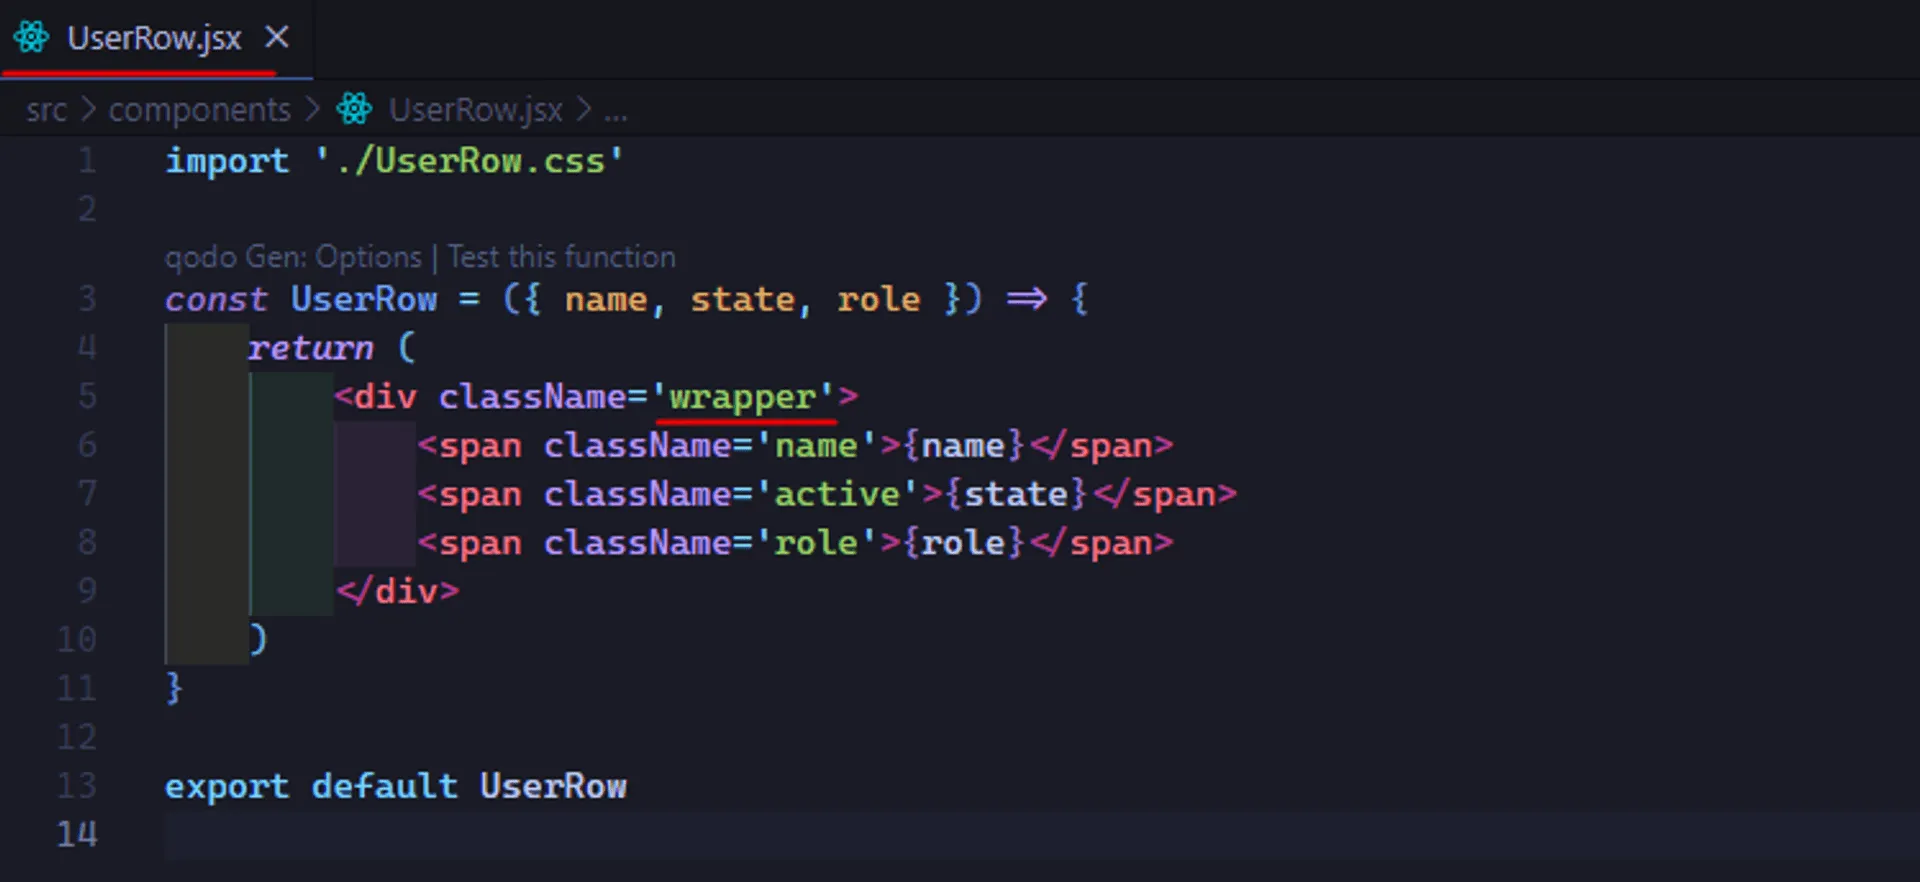 UserRow.jsx ×
src > components > UserRow.jsx > ...
1 import './UserRow.css'
2
qodo Gen: Options | Test this function
3 const UserRow = ({ name, state, role }) => {
4 return (
5 <div className='wrapper'>
6 <span className='name'>{name}</span>
7 <span className='active'>{state}</span>
8 <span className='role'>{role}</span>
9 </div>
10 )
11 }
12
13 export default UserRow
14